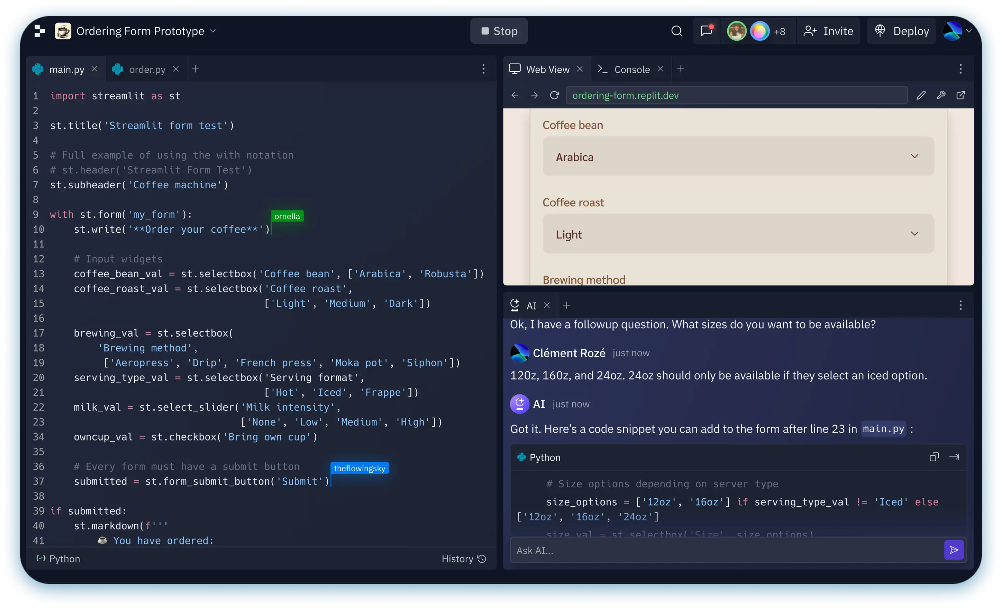 Ordering Form Prototype
Stop
+8
Invite
Deploy
main.py
order.py
1 import streamlit as st
2
3 st.title('Streamlit form test')
4
5 # Full example of using the with notation
6 # st.header('Streamlit Form Test')
7 st.subheader('Coffee machine')
8
9 with st.form('my_form'):
ornella
10 st.write('**Order your coffee**')
11
12 # Input widgets
13 coffee_bean_val = st.selectbox('Coffee bean', ['Arabica', 'Robusta'])
14 coffee_roast_val = st.selectbox('Coffee roast',
15 ['Light', 'Medium', 'Dark'])
16
17 brewing_val = st.selectbox(
18 'Brewing method',
19 ['Aeropress', 'Drip', 'French press', 'Moka pot', 'Siphon'])
20 serving_type_val = st.selectbox('Serving format',
21 ['Hot', 'Iced', 'Frappe'])
22 milk_val = st.select_slider('Milk intensity',
23 ['None', 'Low', 'Medium', 'High'])
34 owncup_val = st.checkbox('Bring own cup')
35
36 # Every form must have a submit button
theflowingsky
37 submitted = st.form_submit_button('Submit')
38
39 if submitted:
40 st.markdown(f'''
41 ☕ You have ordered:
Python
History
Web View
Console
ordering-form.replit.dev
Coffee bean
Arabica
Coffee roast
Light
Brewing method
AI
Ok, I have a followup question. What sizes do you want to be available?
Clément Rozé just now
120z, 160z, and 24oz. 24oz should only be available if they select an iced option.
AI just now
Got it. Here's a code snippet you can add to the form after line 23 in main.py :
Python
# Size options depending on server type
size_options = ['12oz', '16oz'] if serving_type_val != 'Iced' else
['12oz', '16oz', '24oz']
size_val = st.selectbox('Size', size_options)
Ask AI...